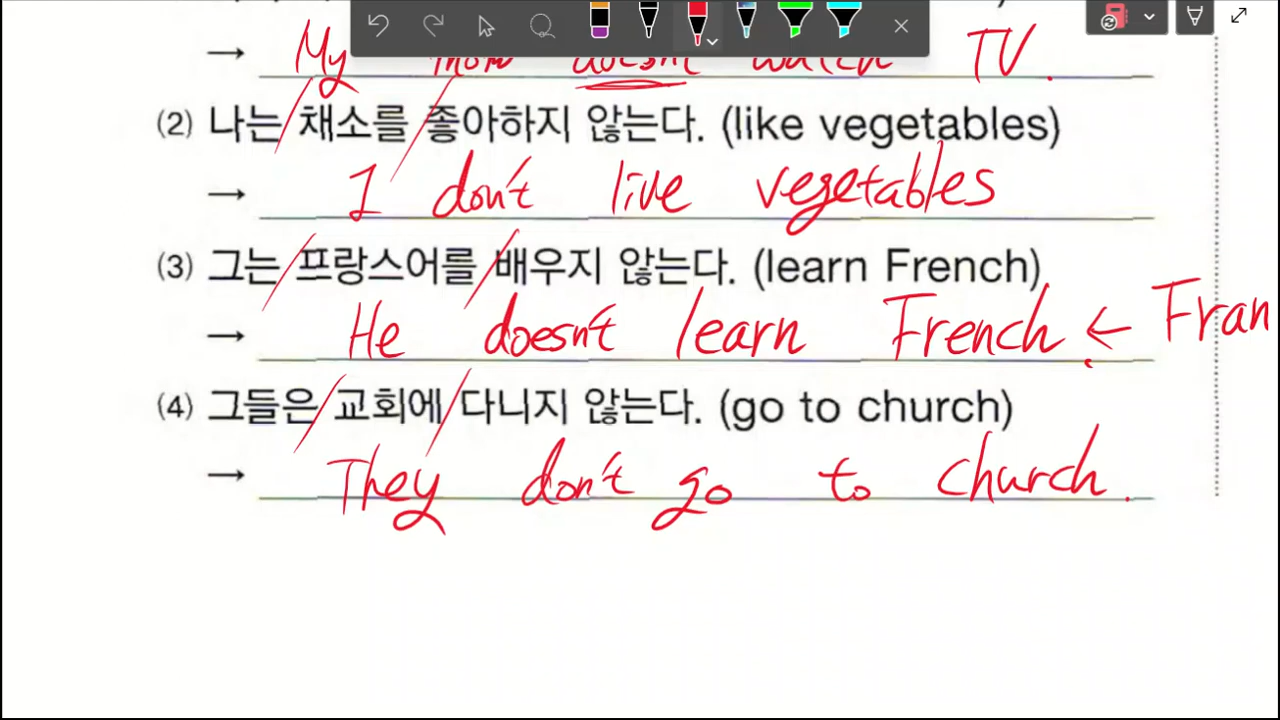 → My mom doesn't watch TV.
(2) 나는 채소를 좋아하지 않는다. (like vegetables)
→ I don't live vegetables
(3) 그는 프랑스어를 배우지 않는다. (learn French)
→ He doesn't learn French ← Fran
(4) 그들은 교회에 다니지 않는다. (go to church)
→ They don't go to church.